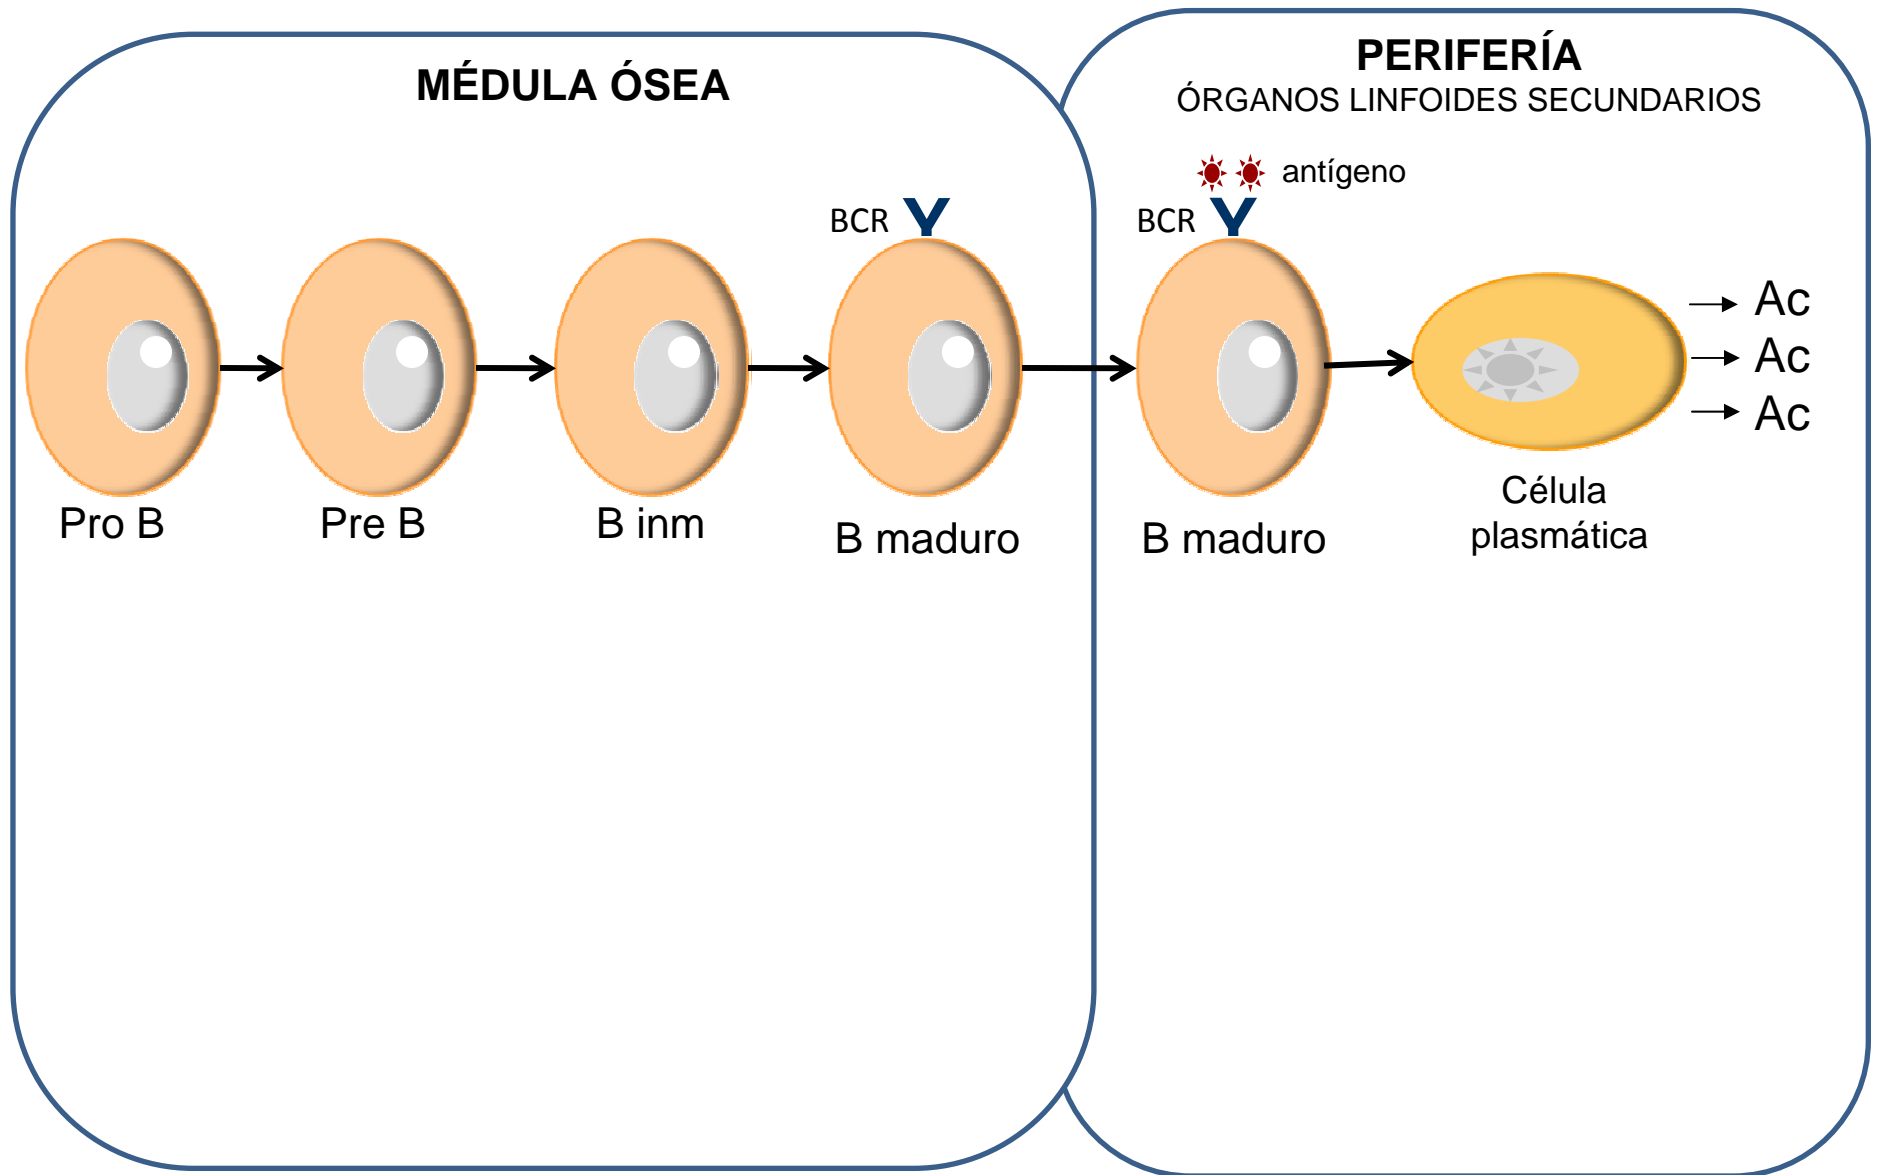 MÉDULA ÓSEA
PERIFERÍA
ÓRGANOS LINFOIDES SECUNDARIOS
antígeno
BCR
BCR
Ac
Ac
Ac
Pro B
Pre B
B inm
B maduro
B maduro
Célula
plasmática